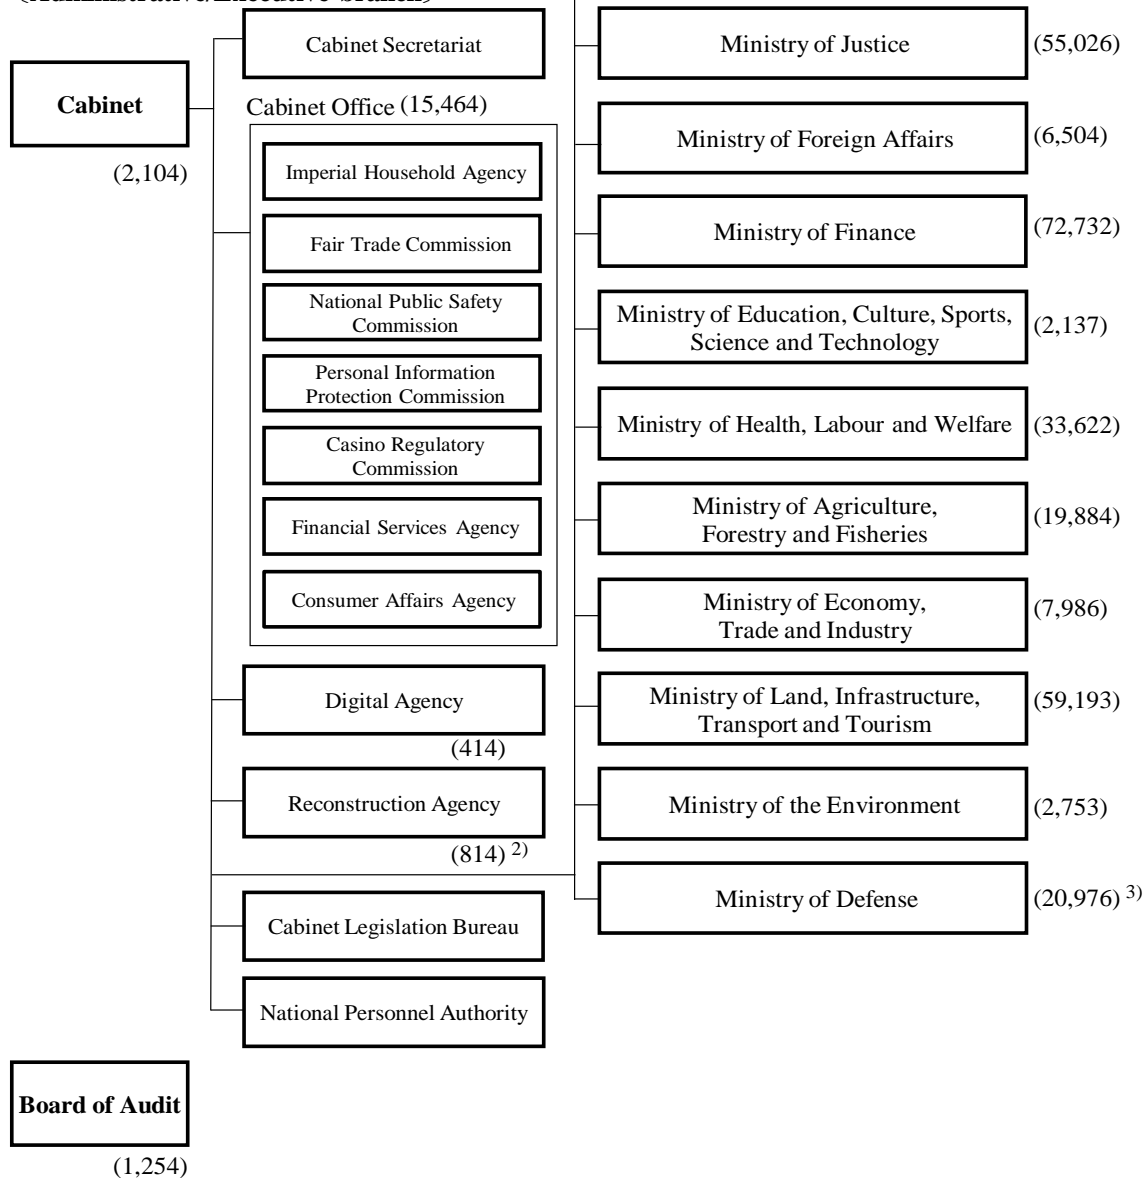 (Administrative/Executive branch)
Cabinet
(2,104)
Cabinet Secretariat
Cabinet Office (15,464)
Imperial Household Agency
Fair Trade Commission
National Public Safety
Commission
Personal Information
Protection Commission
Casino Regulatory
Commission
Financial Services Agency
Consumer Affairs Agency
Digital Agency
(414)
Reconstruction Agency
(814) 2)
Cabinet Legislation Bureau
National Personnel Authority
Board of Audit
(1,254)
Ministry of Justice (55,026)
Ministry of Foreign Affairs (6,504)
Ministry of Finance (72,732)
Ministry of Education, Culture, Sports,
Science and Technology
(2,137)
Ministry of Health, Labour and Welfare (33,622)
Ministry of Agriculture,
Forestry and Fisheries
(19,884)
Ministry of Economy,
Trade and Industry
(7,986)
Ministry of Land, Infrastructure,
Transport and Tourism
(59,193)
Ministry of the Environment (2,753)
Ministry of Defense (20,976) 3)